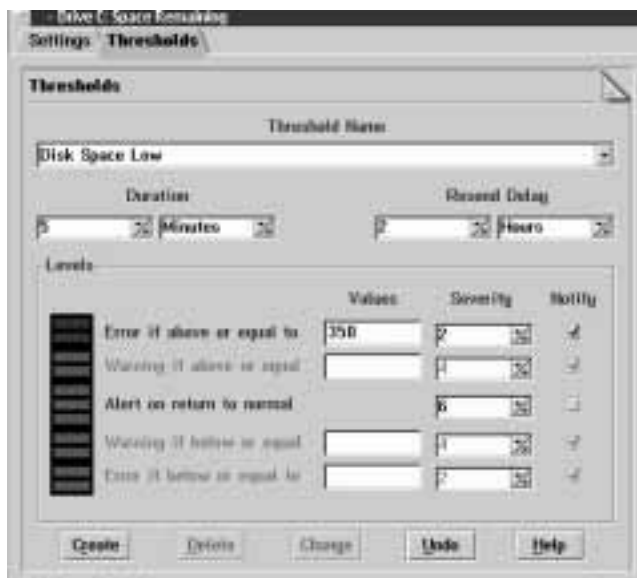 - Drive C: Space Remaining
Settings Thresholds
Thresholds
Threshold Name
Disk Space Low
Duration Resend Delay
5 Minutes 2 Hours
Levels
Values Severity Notify
Error if above or equal to 350 2
Warning if above or equal
Alert on return to normal 6
Warning if below or equal
Error if below or equal to
Create Delete Change Undo Help